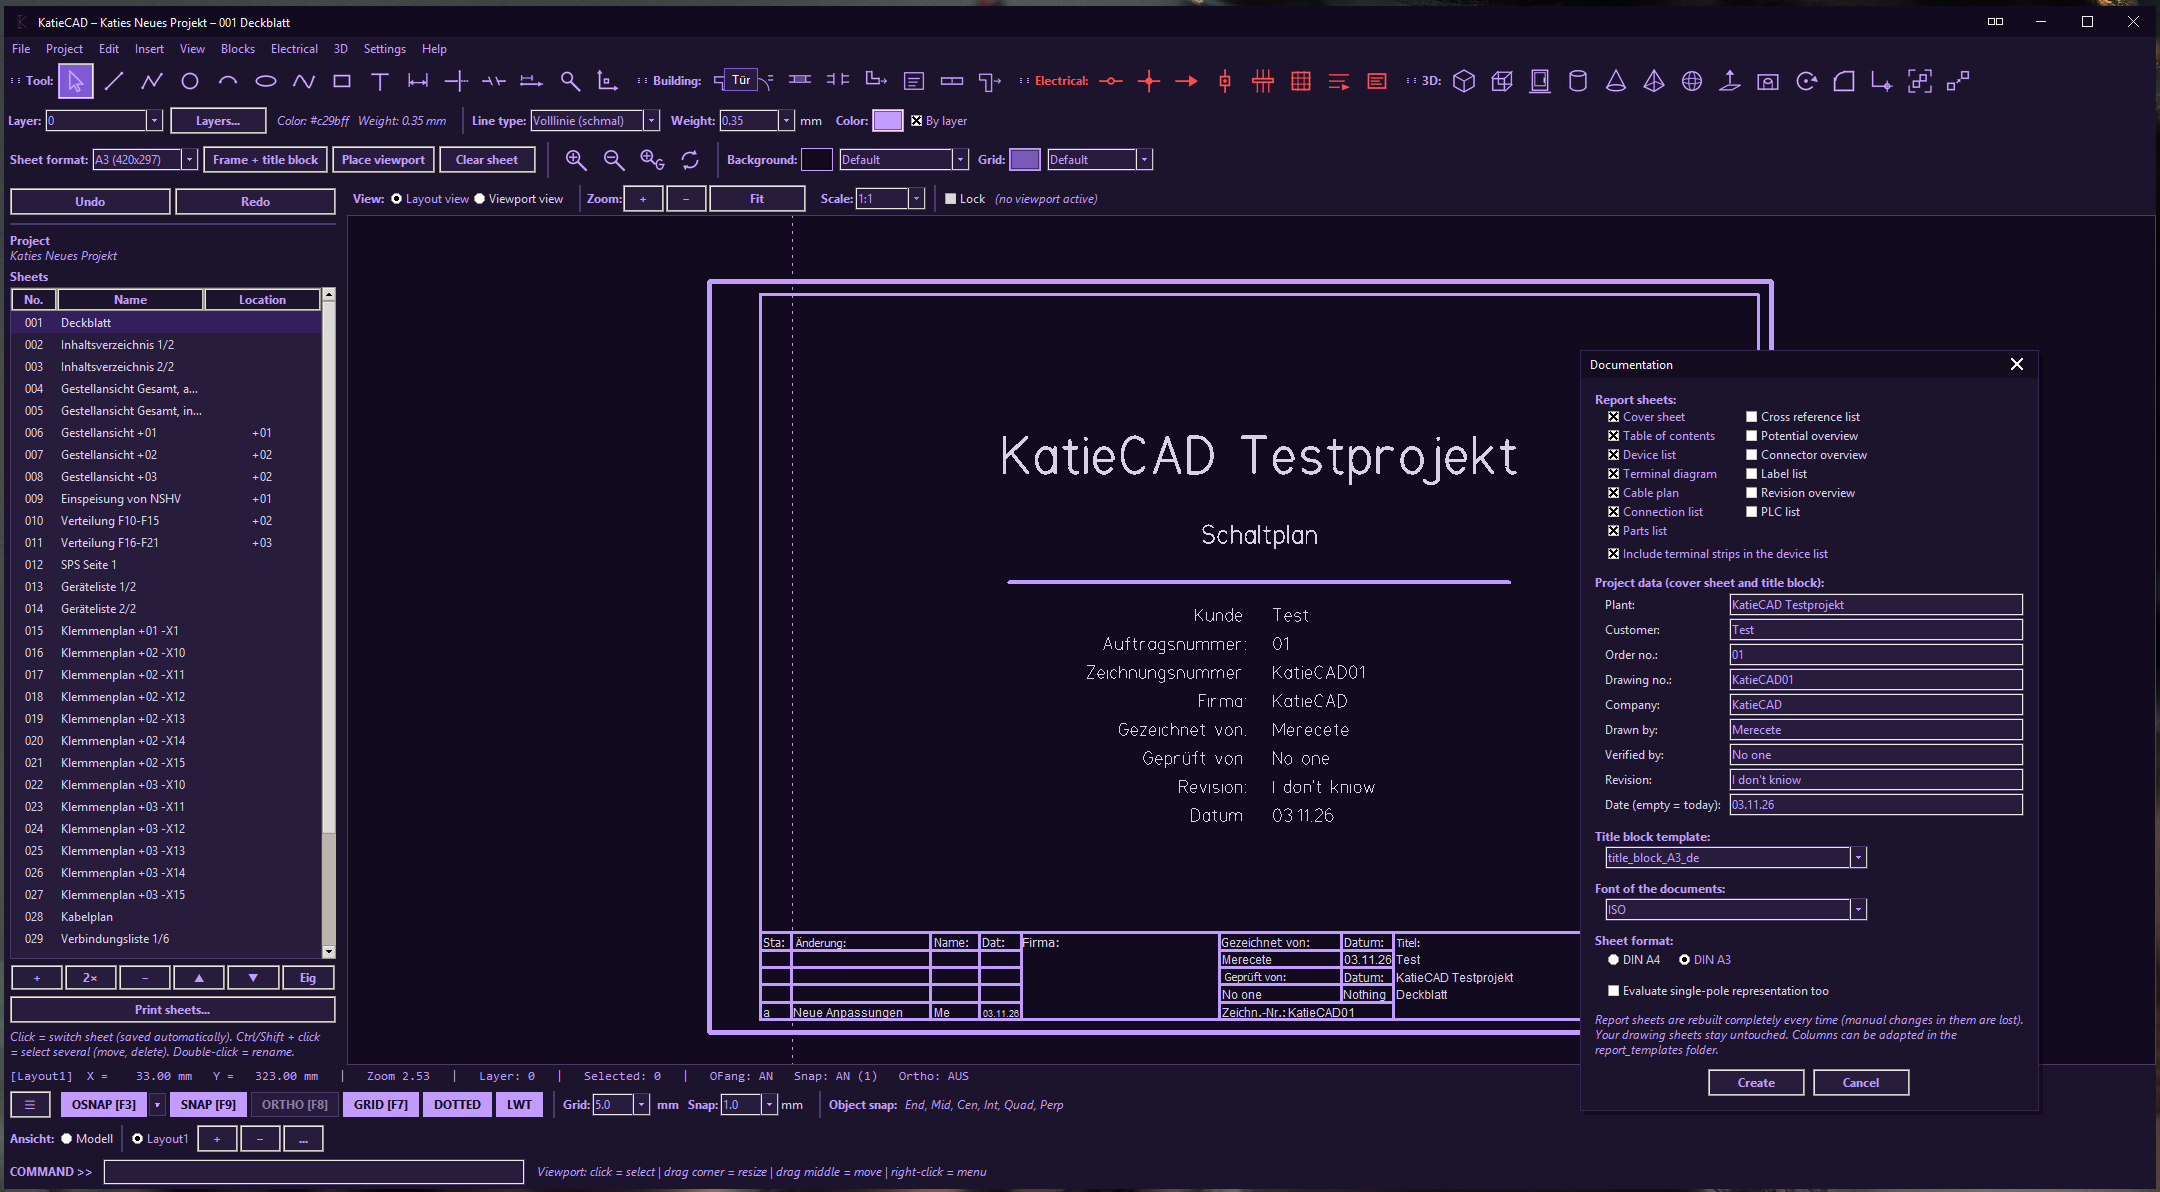 KatieCAD – Katies Neues Projekt – 001 Deckblatt
File Project Edit Insert View Blocks Electrical 3D Settings Help
Tool: Building: Tür Electrical: 3D:
Layer: 0 Layers... Color: #c29bff Weight: 0.35 mm Line type: Volllinie (schmal) Weight: 0.35 mm Color: By layer
Sheet format: A3 (420x297) Frame + title block Place viewport Clear sheet Background: Default Grid: Default
Undo Redo View: Layout view Viewport view Zoom: + − Fit Scale: 1:1 Lock (no viewport active)
Project
Katies Neues Projekt
Sheets
No. Name Location
001 Deckblatt
002 Inhaltsverzeichnis 1/2
003 Inhaltsverzeichnis 2/2
004 Gestellansicht Gesamt, a...
005 Gestellansicht Gesamt, in...
006 Gestellansicht +01 +01
007 Gestellansicht +02 +02
008 Gestellansicht +03 +02
009 Einspeisung von NSHV +01
010 Verteilung F10-F15 +02
011 Verteilung F16-F21 +03
012 SPS Seite 1
013 Geräteliste 1/2
014 Geräteliste 2/2
015 Klemmenplan +01 -X1
016 Klemmenplan +02 -X10
017 Klemmenplan +02 -X11
018 Klemmenplan +02 -X12
019 Klemmenplan +02 -X13
020 Klemmenplan +02 -X14
021 Klemmenplan +02 -X15
022 Klemmenplan +03 -X10
023 Klemmenplan +03 -X11
024 Klemmenplan +03 -X12
025 Klemmenplan +03 -X13
026 Klemmenplan +03 -X14
027 Klemmenplan +03 -X15
028 Kabelplan
029 Verbindungsliste 1/6
+ 2× − ▲ ▼ Eig
Print sheets...
Click = switch sheet (saved automatically). Ctrl/Shift + click
= select several (move, delete). Double-click = rename.
KatieCAD Testprojekt
Schaltplan
Kunde Test
Auftragsnummer: 01
Zeichnungsnummer KatieCAD01
Firma: KatieCAD
Gezeichnet von: Merecete
Geprüft von No one
Revision: I don't kniow
Datum 03.11.26
Sta: Änderung: Name: Dat: Firma: Gezeichnet von: Datum: Titel:
Merecete 03.11.26 Test
Geprüft von: Datum: KatieCAD Testprojekt
No one Nothing Deckblatt
a Neue Anpassungen Me 03.11.26 Zeichn.-Nr.: KatieCAD01
Documentation
Report sheets:
Cover sheet Cross reference list
Table of contents Potential overview
Device list Connector overview
Terminal diagram Label list
Cable plan Revision overview
Connection list PLC list
Parts list
Include terminal strips in the device list
Project data (cover sheet and title block):
Plant: KatieCAD Testprojekt
Customer: Test
Order no.: 01
Drawing no.: KatieCAD01
Company: KatieCAD
Drawn by: Merecete
Verified by: No one
Revision: I don't kniow
Date (empty = today): 03.11.26
Title block template:
title_block_A3_de
Font of the documents:
ISO
Sheet format:
DIN A4 DIN A3
Evaluate single-pole representation too
Report sheets are rebuilt completely every time (manual changes in them are lost).
Your drawing sheets stay untouched. Columns can be adapted in the
report_templates folder.
Create Cancel
[Layout1] X = 33.00 mm Y = 323.00 mm | Zoom 2.53 | Layer: 0 | Selected: 0 | OFang: AN Snap: AN (1) Ortho: AUS
☰ OSNAP [F3] SNAP [F9] ORTHO [F8] GRID [F7] DOTTED LWT Grid: 5.0 mm Snap: 1.0 mm Object snap: End, Mid, Cen, Int, Quad, Perp
Ansicht: Modell Layout1 + − ...
COMMAND >> Viewport: click = select | drag corner = resize | drag middle = move | right-click = menu